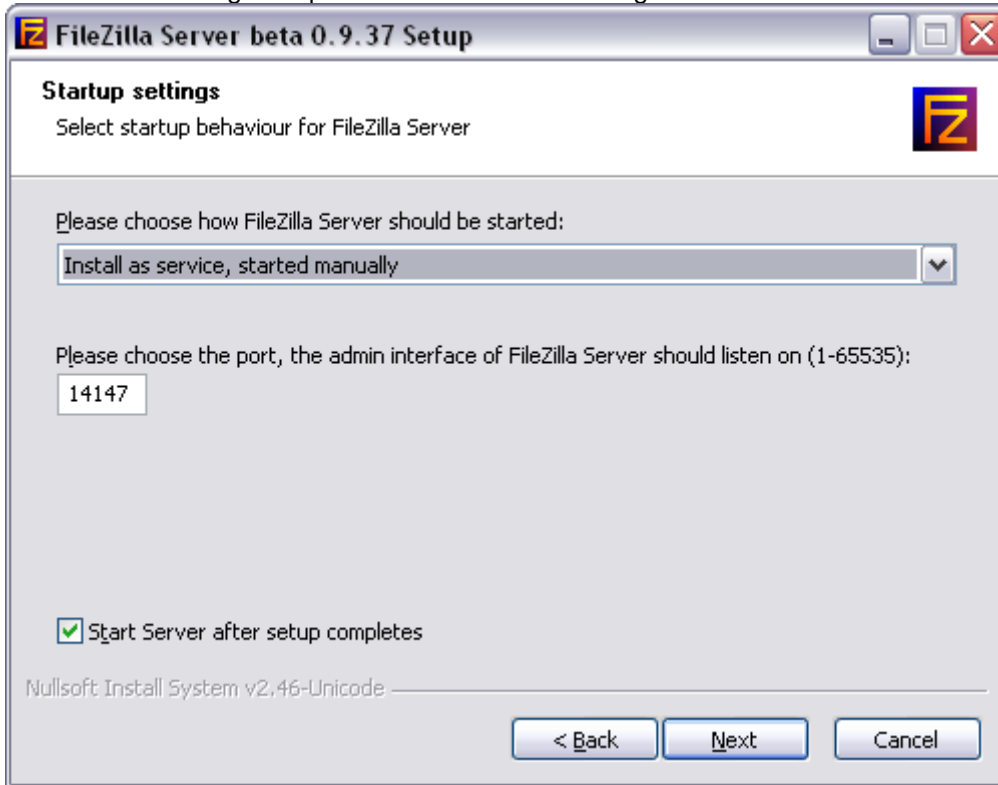 FileZilla Server beta 0.9.37 Setup
Startup settings
Select startup behaviour for FileZilla Server
Please choose how FileZilla Server should be started:
Install as service, started manually
Please choose the port, the admin interface of FileZilla Server should listen on (1-65535):
14147
Start Server after setup completes
Nullsoft Install System v2.46-Unicode
< Back Next Cancel